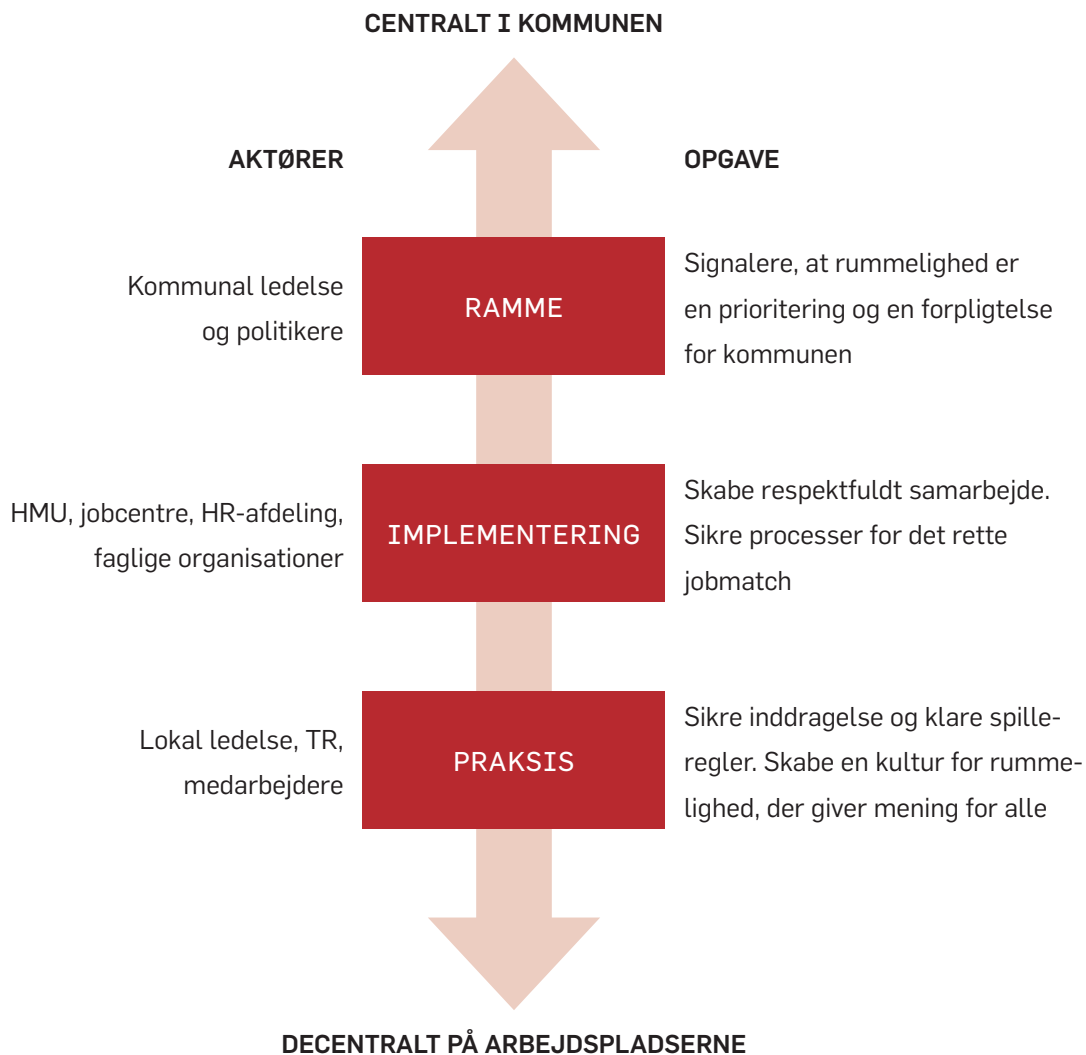 CENTRALT I KOMMUNEN
AKTØRER
OPGAVE
Kommunal ledelse
og politikere
RAMME
Signalere, at rummelighed er
en prioritering og en forpligtelse
for kommunen
HMU, jobcentre, HR-afdeling,
faglige organisationer
IMPLEMENTERING
Skabe respektfuldt samarbejde.
Sikre processer for det rette
jobmatch
Lokal ledelse, TR,
medarbejdere
PRAKSIS
Sikre inddragelse og klare spille-
regler. Skabe en kultur for rumme-
lighed, der giver mening for alle
DECENTRALT PÅ ARBEJDSPLADSERNE